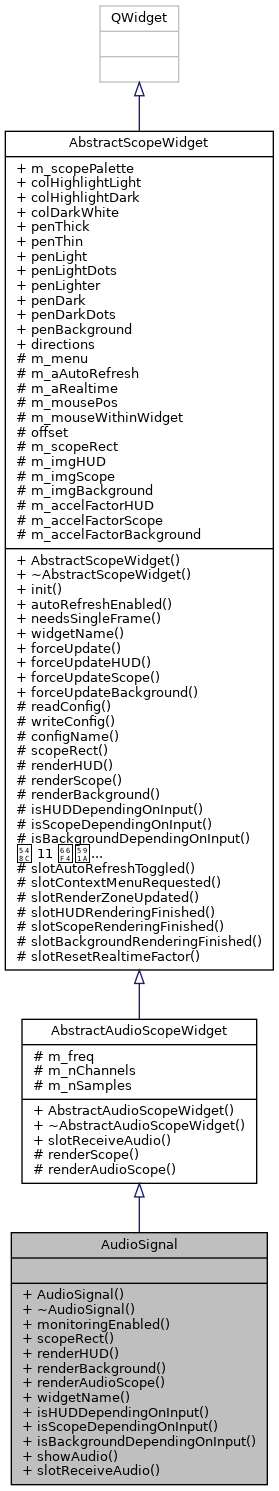 QWidget
AbstractScopeWidget
+ m_scopePalette
+ colHighlightLight
+ colHighlightDark
+ colDarkWhite
+ penThick
+ penThin
+ penLight
+ penLightDots
+ penLighter
+ penDark
+ penDarkDots
+ penBackground
+ directions
# m_menu
# m_aAutoRefresh
# m_aRealtime
# m_mousePos
# m_mouseWithinWidget
# offset
# m_scopeRect
# m_imgHUD
# m_imgScope
# m_imgBackground
# m_accelFactorHUD
# m_accelFactorScope
# m_accelFactorBackground
+ AbstractScopeWidget()
+ ~AbstractScopeWidget()
+ init()
+ autoRefreshEnabled()
+ needsSingleFrame()
+ widgetName()
+ forceUpdate()
+ forceUpdateHUD()
+ forceUpdateScope()
+ forceUpdateBackground()
# readConfig()
# writeConfig()
# configName()
# scopeRect()
# renderHUD()
# renderScope()
# renderBackground()
# isHUDDependingOnInput()
# isScopeDependingOnInput()
# isBackgroundDependingOnInput()
11 ...
# slotAutoRefreshToggled()
# slotContextMenuRequested()
# slotRenderZoneUpdated()
# slotHUDRenderingFinished()
# slotScopeRenderingFinished()
# slotBackgroundRenderingFinished()
# slotResetRealtimeFactor()
AbstractAudioScopeWidget
# m_freq
# m_nChannels
# m_nSamples
+ AbstractAudioScopeWidget()
+ ~AbstractAudioScopeWidget()
+ slotReceiveAudio()
# renderScope()
# renderAudioScope()
AudioSignal
+ AudioSignal()
+ ~AudioSignal()
+ monitoringEnabled()
+ scopeRect()
+ renderHUD()
+ renderBackground()
+ renderAudioScope()
+ widgetName()
+ isHUDDependingOnInput()
+ isScopeDependingOnInput()
+ isBackgroundDependingOnInput()
+ showAudio()
+ slotReceiveAudio()